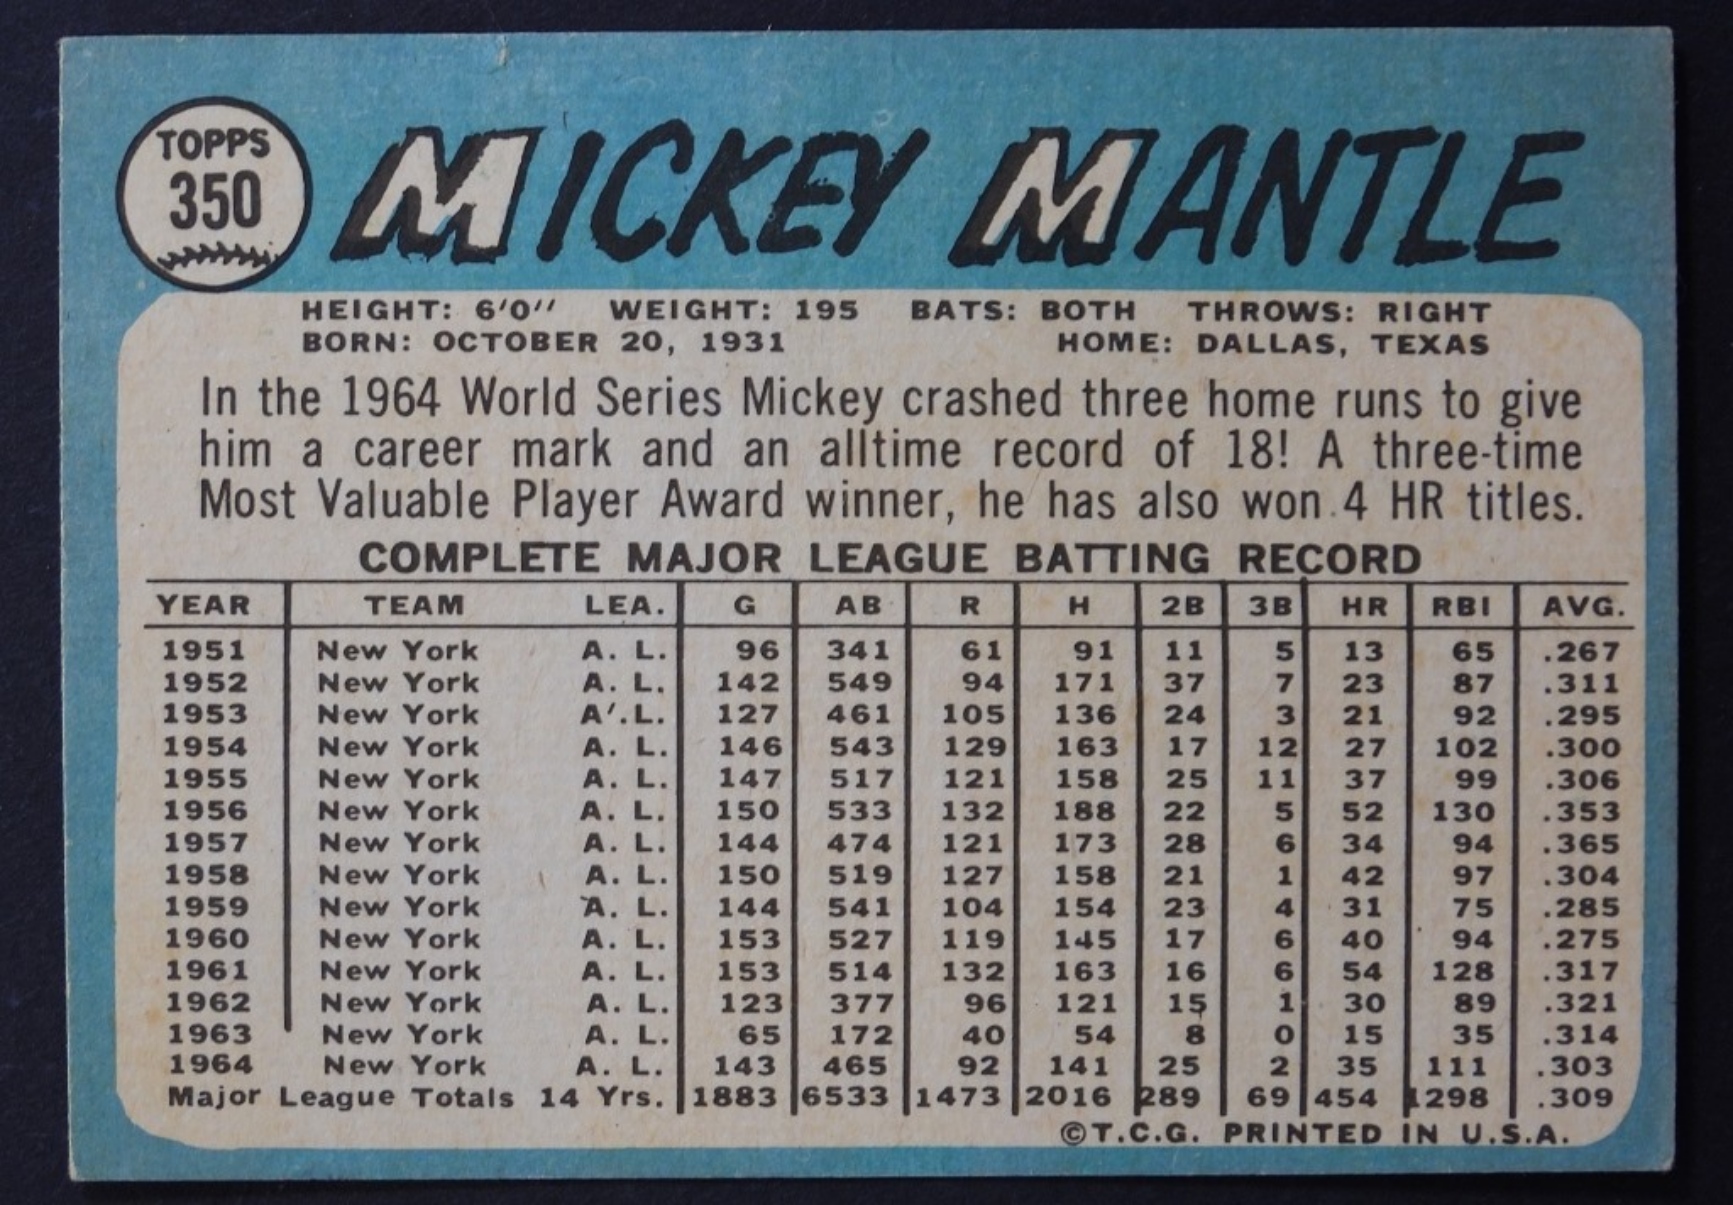 TOPPS
350
MICKEY MANTLE
HEIGHT: 6'0'' WEIGHT: 195 BATS: BOTH THROWS: RIGHT
BORN: OCTOBER 20, 1931 HOME: DALLAS, TEXAS
In the 1964 World Series Mickey crashed three home runs to give
him a career mark and an alltime record of 18! A three-time
Most Valuable Player Award winner, he has also won 4 HR titles.
COMPLETE MAJOR LEAGUE BATTING RECORD
YEAR TEAM LEA. G AB R H 2B 3B HR RBI AVG.
1951 New York A. L. 96 341 61 91 11 5 13 65 .267
1952 New York A. L. 142 549 94 171 37 7 23 87 .311
1953 New York A'.L. 127 461 105 136 24 3 21 92 .295
1954 New York A. L. 146 543 129 163 17 12 27 102 .300
1955 New York A. L. 147 517 121 158 25 11 37 99 .306
1956 New York A. L. 150 533 132 188 22 5 52 130 .353
1957 New York A. L. 144 474 121 173 28 6 34 94 .365
1958 New York A. L. 150 519 127 158 21 1 42 97 .304
1959 New York A. L. 144 541 104 154 23 4 31 75 .285
1960 New York A. L. 153 527 119 145 17 6 40 94 .275
1961 New York A. L. 153 514 132 163 16 6 54 128 .317
1962 New York A. L. 123 377 96 121 15 1 30 89 .321
1963 New York A. L. 65 172 40 54 8 0 15 35 .314
1964 New York A. L. 143 465 92 141 25 2 35 111 .303
Major League Totals 14 Yrs. 1883 6533 1473 2016 289 69 454 1298 .309
©T.C.G. PRINTED IN U.S.A.